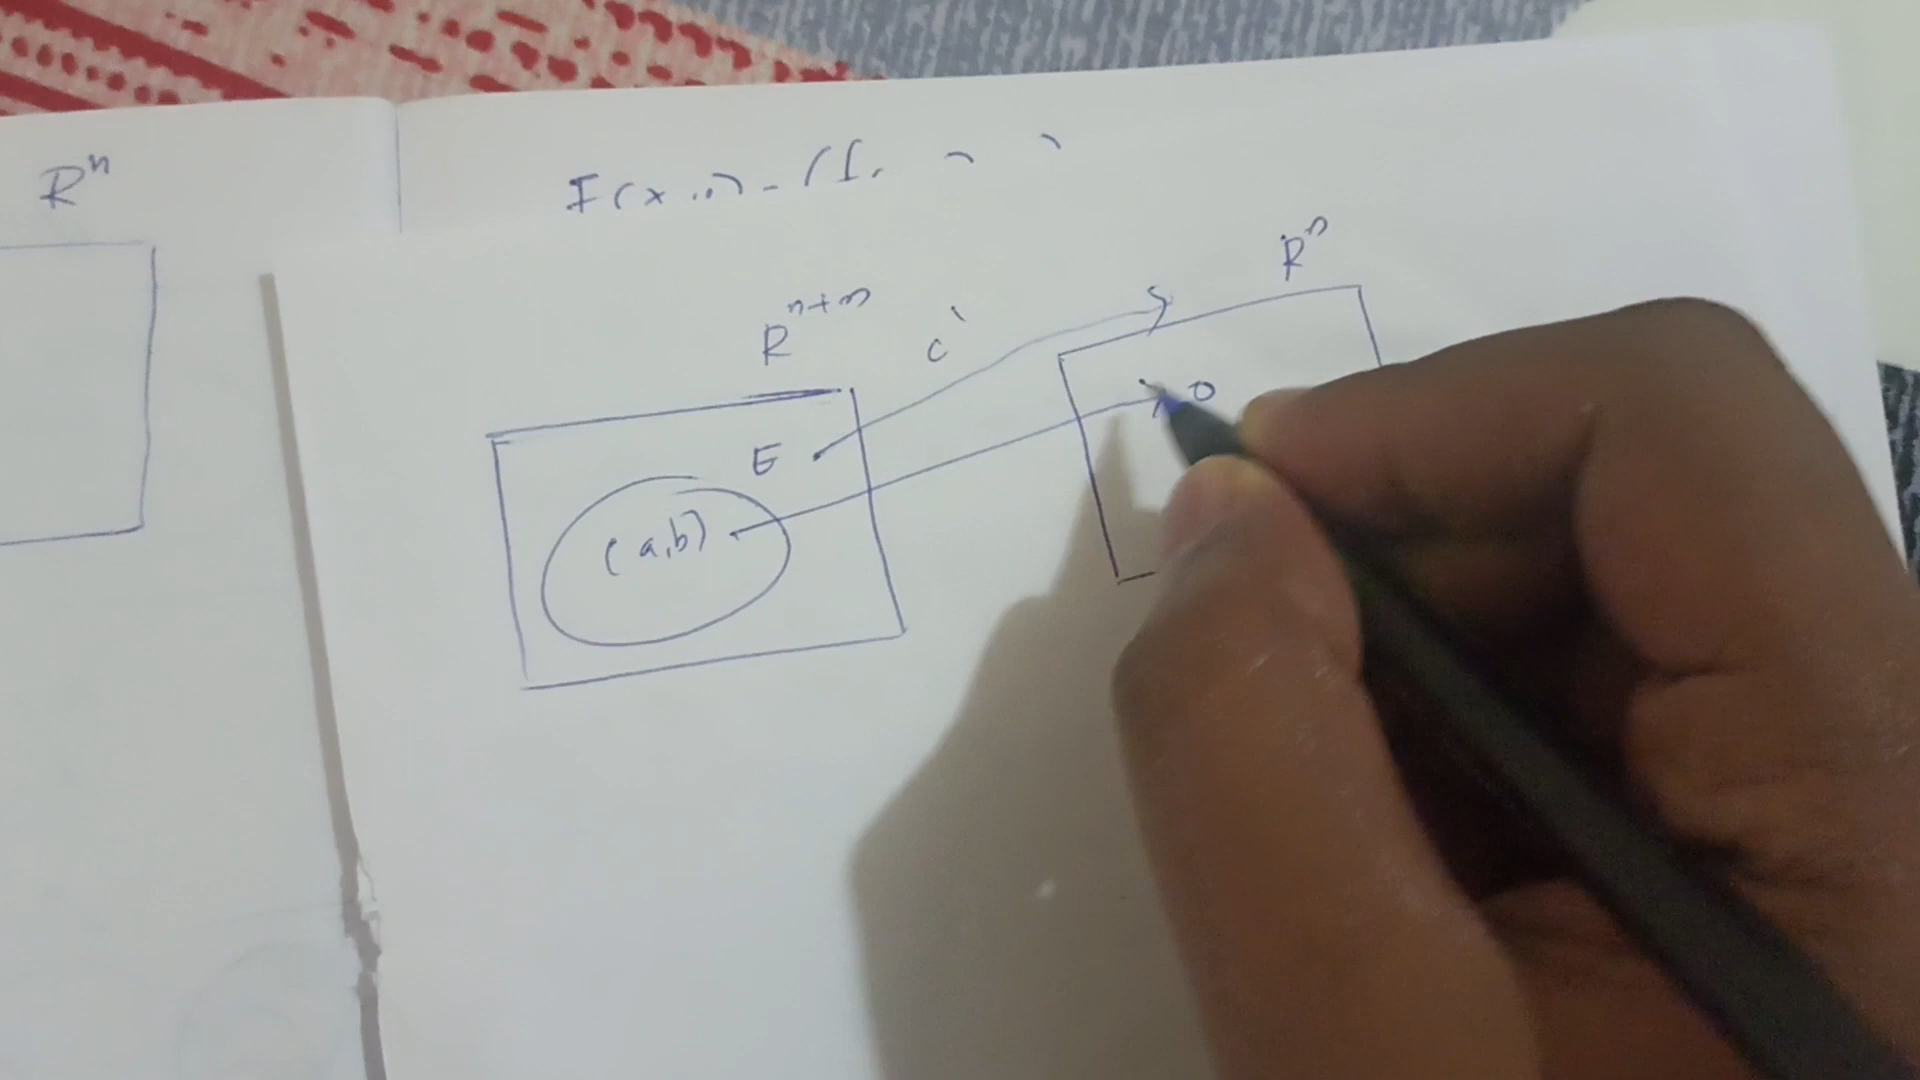 R^n
R^n
R^{n+m}
C'
E
0
(a,b)